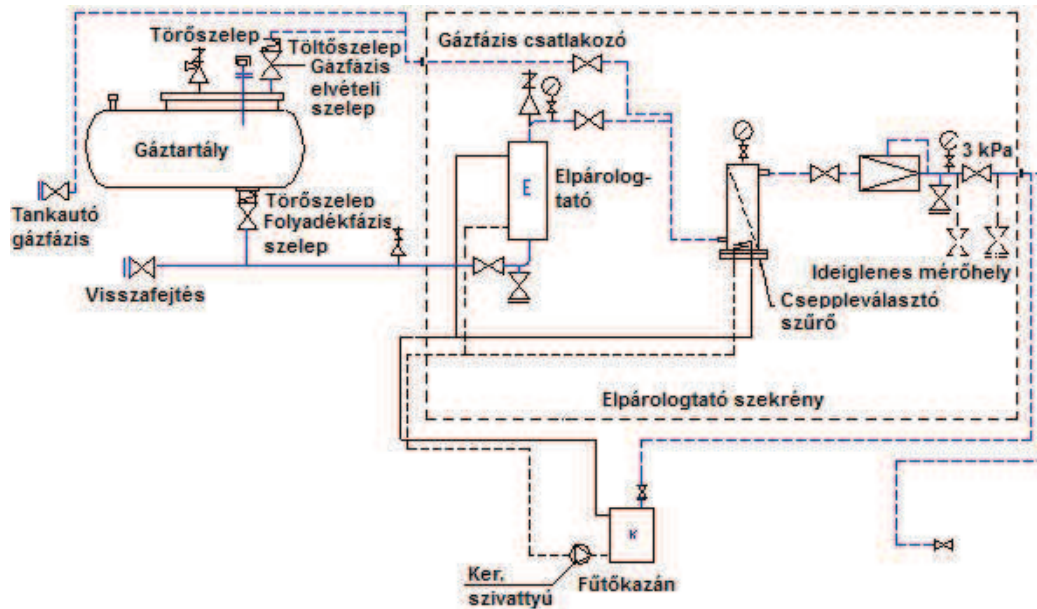 Törőszelep
Töltőszelep
Gázfázis
elvételi
szelep
Gázfázis csatlakozó
Gáztartály
Tankautó
gázfázis
Törőszelep
Folyadékfázis
szelep
Visszafejtés
E
Elpárolog-
tató
3 kPa
Ideiglenes mérőhely
Cseppleválasztó
szűrő
Elpárologtató szekrény
K
Ker.
szivattyú
Fűtőkazán